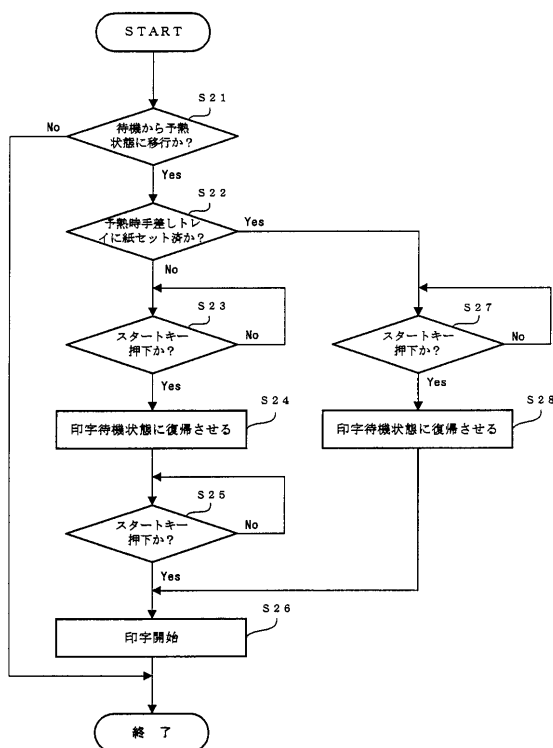 START
S21
No
待機から予熱
状態に移行か?
Yes
S22
予熱時手差しトレ
イに紙セット済か?
Yes
No
S23
スタートキー
押下か?
No
Yes
S27
スタートキー
押下か?
No
Yes
S24
印字待機状態に復帰させる
S28
印字待機状態に復帰させる
S25
スタートキー
押下か?
No
Yes
S26
印字開始
終 了